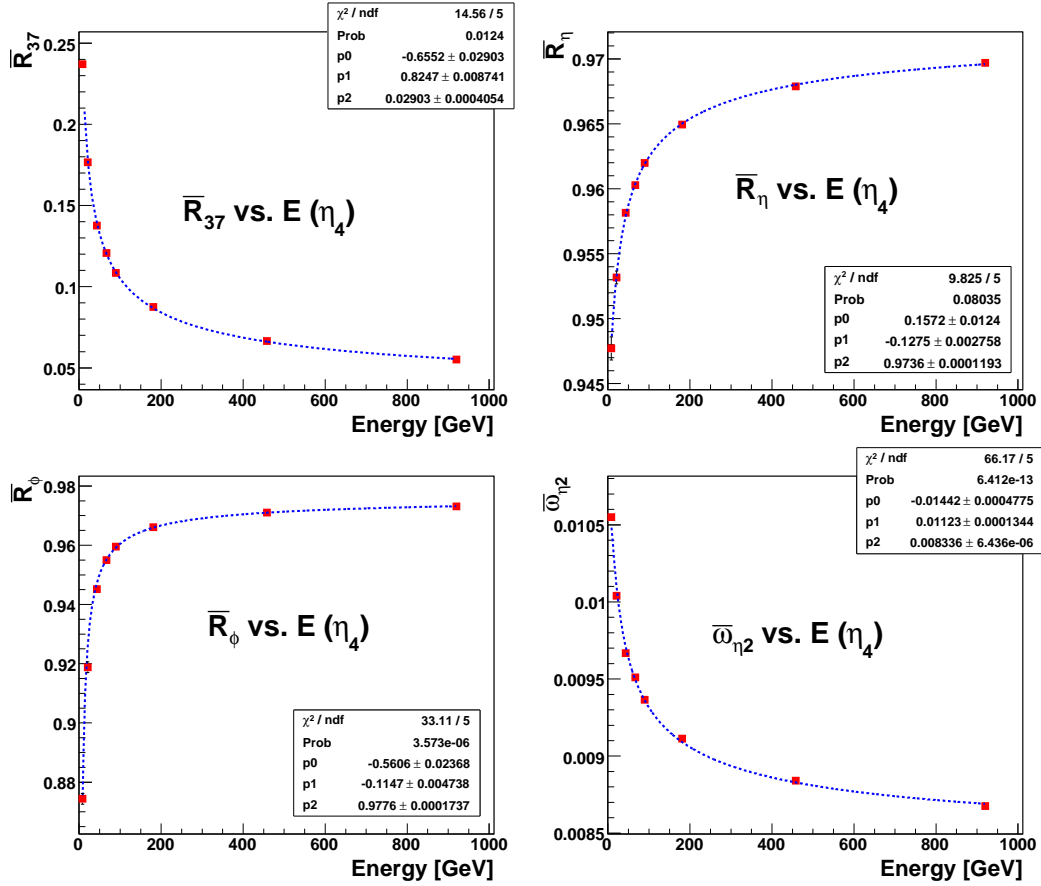 χ² / ndf 14.56 / 5
Prob 0.0124
p0 -0.6552 ± 0.02903
p1 0.8247 ± 0.008741
p2 0.02903 ± 0.0004054
R̅37
0.25
0.2
0.15
0.1
0.05
R̅37 vs. E (η4)
0 200 400 600 800 1000
Energy [GeV]
R̅η
0.97
0.965
0.96
0.955
0.95
0.945
R̅η vs. E (η4)
χ² / ndf 9.825 / 5
Prob 0.08035
p0 0.1572 ± 0.0124
p1 -0.1275 ± 0.002758
p2 0.9736 ± 0.0001193
0 200 400 600 800 1000
Energy [GeV]
R̅ϕ
0.98
0.96
0.94
0.92
0.9
0.88
R̅ϕ vs. E (η4)
χ² / ndf 33.11 / 5
Prob 3.573e-06
p0 -0.5606 ± 0.02368
p1 -0.1147 ± 0.004738
p2 0.9776 ± 0.0001737
0 200 400 600 800 1000
Energy [GeV]
χ² / ndf 66.17 / 5
Prob 6.412e-13
p0 -0.01442 ± 0.0004775
p1 0.01123 ± 0.0001344
p2 0.008336 ± 6.436e-06
ω̅η2
0.0105
0.01
0.0095
0.009
0.0085
ω̅η2 vs. E (η4)
0 200 400 600 800 1000
Energy [GeV]